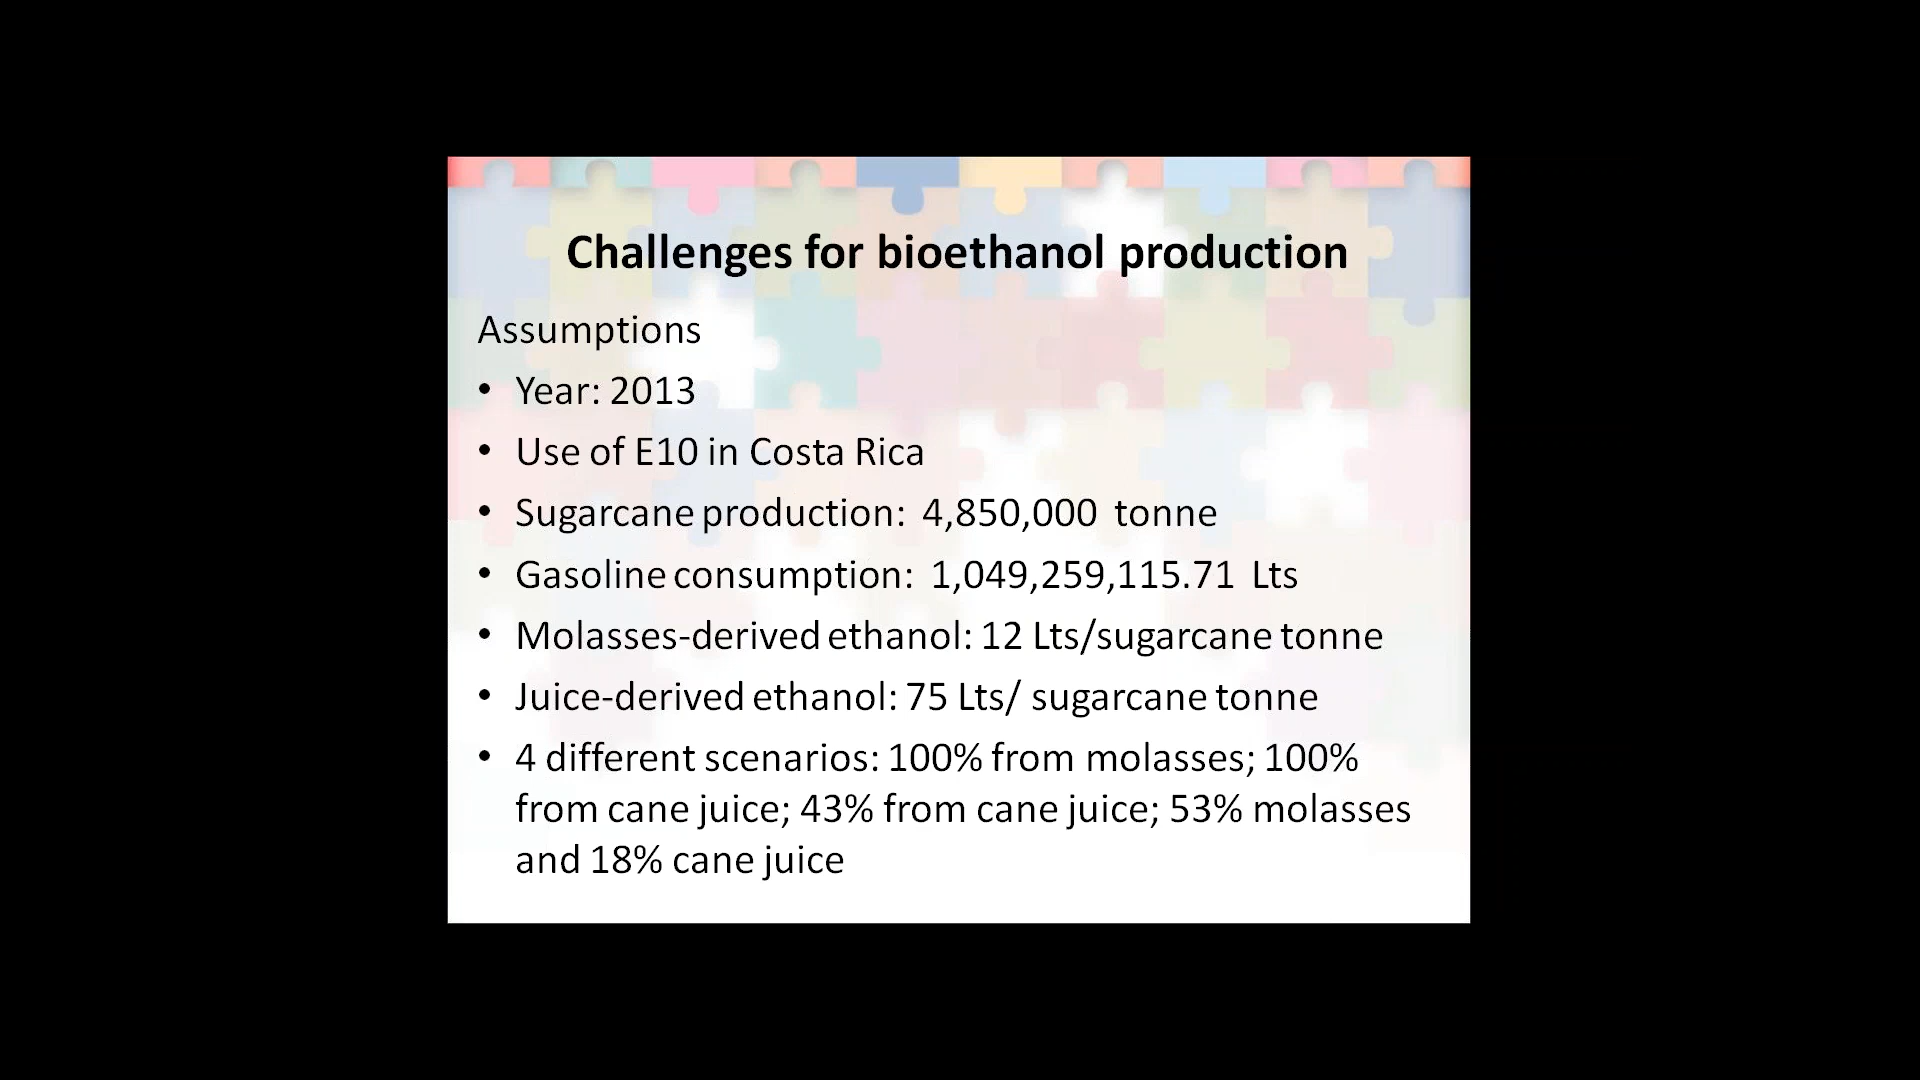 Challenges for bioethanol production
Assumptions
• Year: 2013
• Use of E10 in Costa Rica
• Sugarcane production: 4,850,000 tonne
• Gasoline consumption: 1,049,259,115.71 Lts
• Molasses-derived ethanol: 12 Lts/sugarcane tonne
• Juice-derived ethanol: 75 Lts/ sugarcane tonne
• 4 different scenarios: 100% from molasses; 100%
from cane juice; 43% from cane juice; 53% molasses
and 18% cane juice